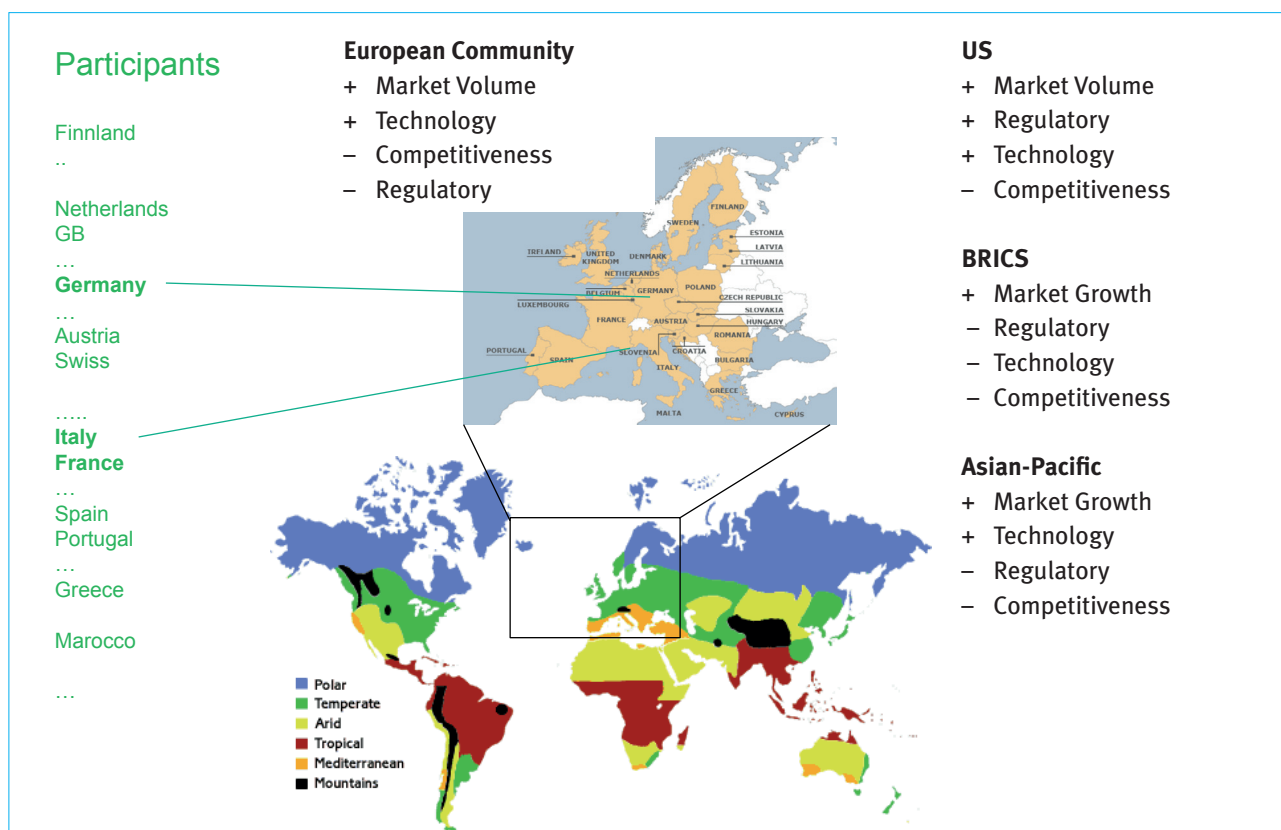 Participants
Finnland
..
Netherlands
GB
…
Germany
…
Austria
Swiss
…..
Italy
France
…
Spain
Portugal
…
Greece
Marocco
…
European Community
+ Market Volume
+ Technology
– Competitiveness
– Regulatory
FINLAND
SWEDEN
ESTONIA
LATVIA
LITHUANIA
IRELAND
UNITED
KINGDOM
DENMARK
NETHERLANDS
BELGIUM
GERMANY
POLAND
LUXEMBOURG
CZECH REPUBLIC
SLOVAKIA
HUNGARY
FRANCE
AUSTRIA
ROMANIA
PORTUGAL
SPAIN
SLOVENIA
CROATIA
ITALY
BULGARIA
GREECE
MALTA
CYPRUS
US
+ Market Volume
+ Regulatory
+ Technology
– Competitiveness
BRICS
+ Market Growth
– Regulatory
– Technology
– Competitiveness
Asian-Pacific
+ Market Growth
+ Technology
– Regulatory
– Competitiveness
Polar
Temperate
Arid
Tropical
Mediterranean
Mountains